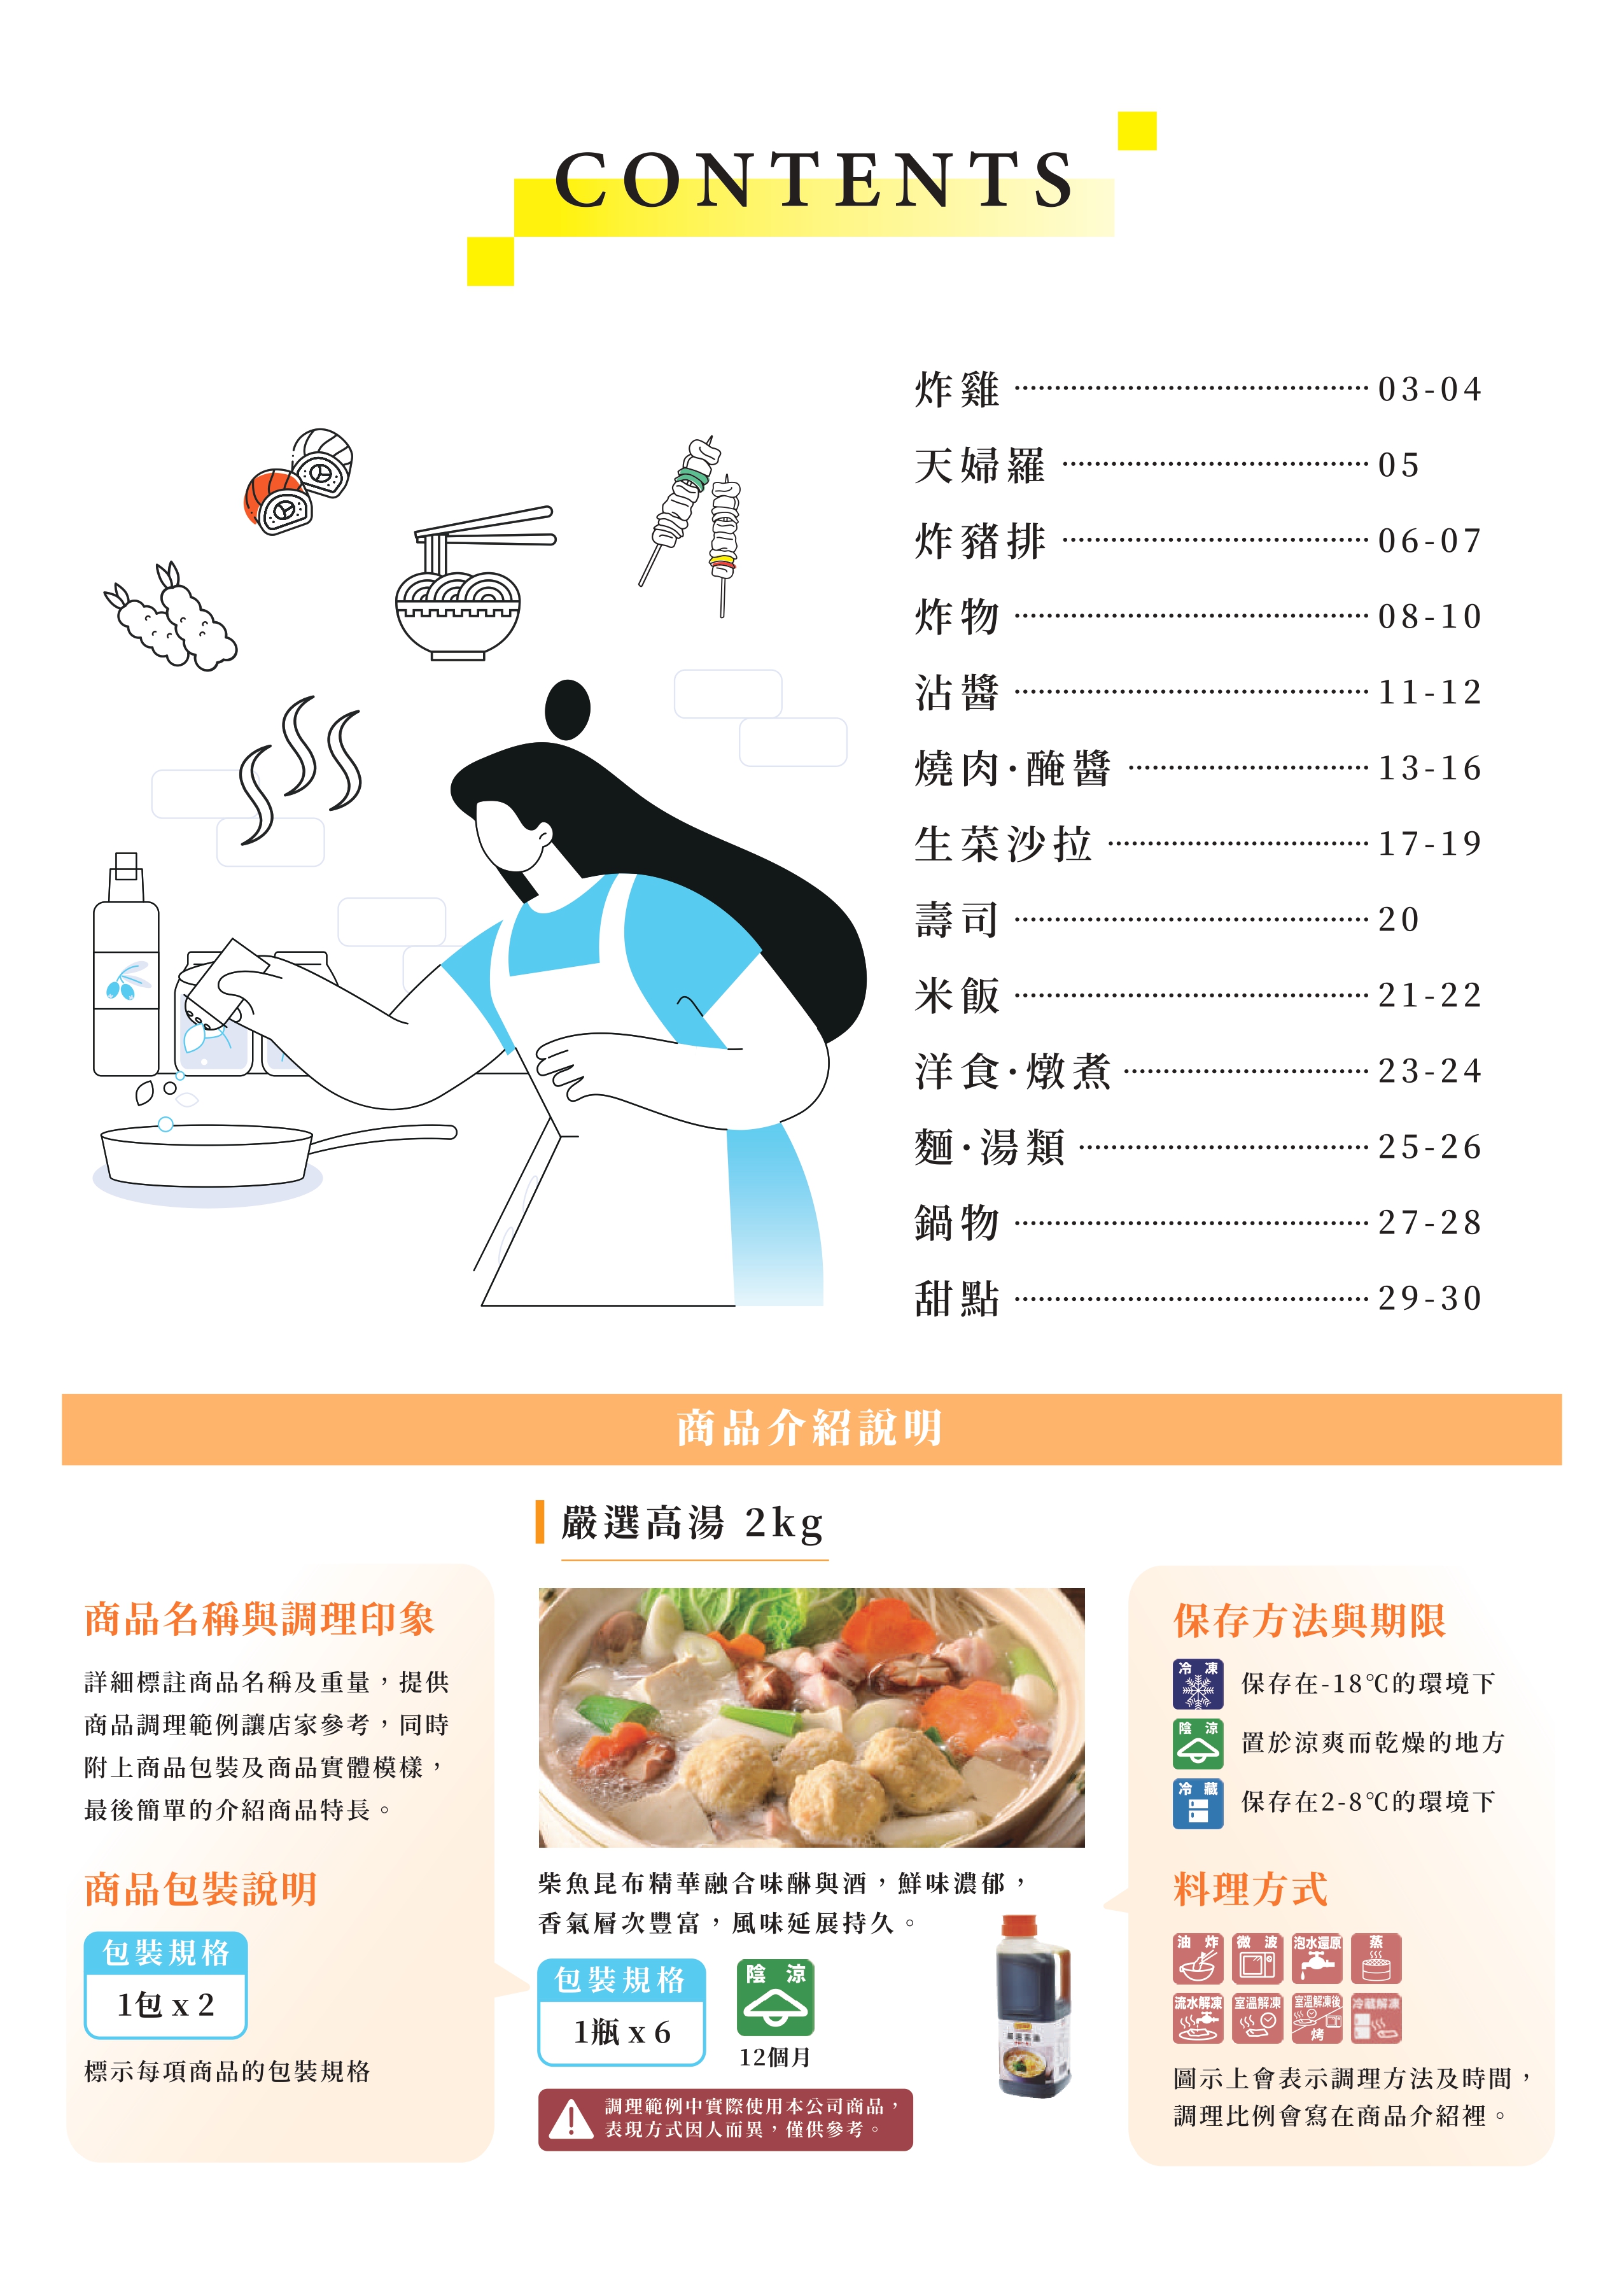 CONTENTS
炸雞 03-04
天婦羅 05
炸豬排 06-07
炸物 08-10
沾醬 11-12
燒肉·醃醬 13-16
生菜沙拉 17-19
壽司 20
米飯 21-22
洋食·燉煮 23-24
麵·湯類 25-26
鍋物 27-28
甜點 29-30
商品介紹說明
商品名稱與調理印象
詳細標註商品名稱及重量，提供
商品調理範例讓店家參考，同時
附上商品包裝及商品實體模樣，
最後簡單的介紹商品特長。
商品包裝說明
包裝規格
1包 x 2
標示每項商品的包裝規格
嚴選高湯 2kg
柴魚昆布精華融合味醂與酒，鮮味濃郁，
香氣層次豐富，風味延展持久。
包裝規格
1瓶 x 6
陰 涼
12個月
調理範例中實際使用本公司商品，
表現方式因人而異，僅供參考。
保存方法與期限
冷 凍
保存在-18℃的環境下
陰 涼
置於涼爽而乾燥的地方
冷 藏
保存在2-8℃的環境下
料理方式
油 炸
微 波
泡水還原
蒸
流水解凍
室溫解凍
室溫解凍後
烤
冷藏解凍
圖示上會表示調理方法及時間，
調理比例會寫在商品介紹裡。